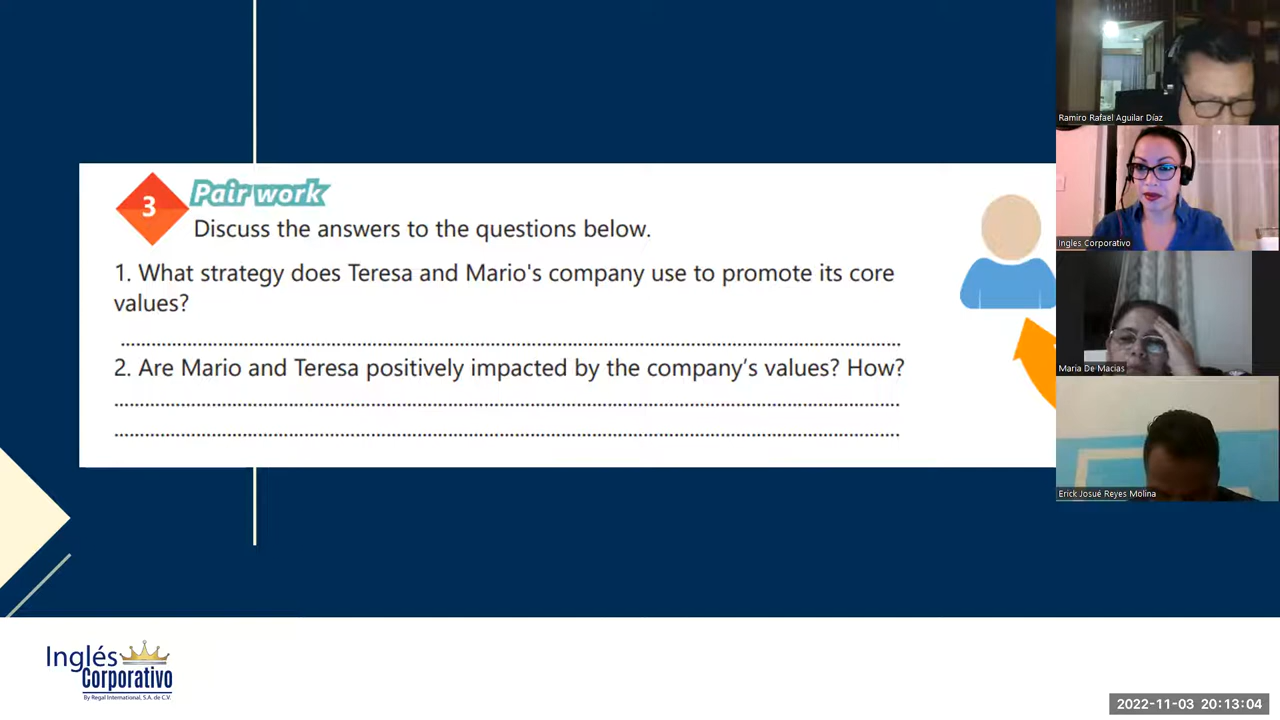 3
Pair work
Discuss the answers to the questions below.
1. What strategy does Teresa and Mario's company use to promote its core
values?
2. Are Mario and Teresa positively impacted by the company's values? How?
Inglés
Corporativo
By Regal International, S.A. de C.V.
Ramiro Rafael Aguilar Díaz
Ingles Corporativo
Maria De Macias
Erick Josué Reyes Molina
2022-11-03 20:13:04